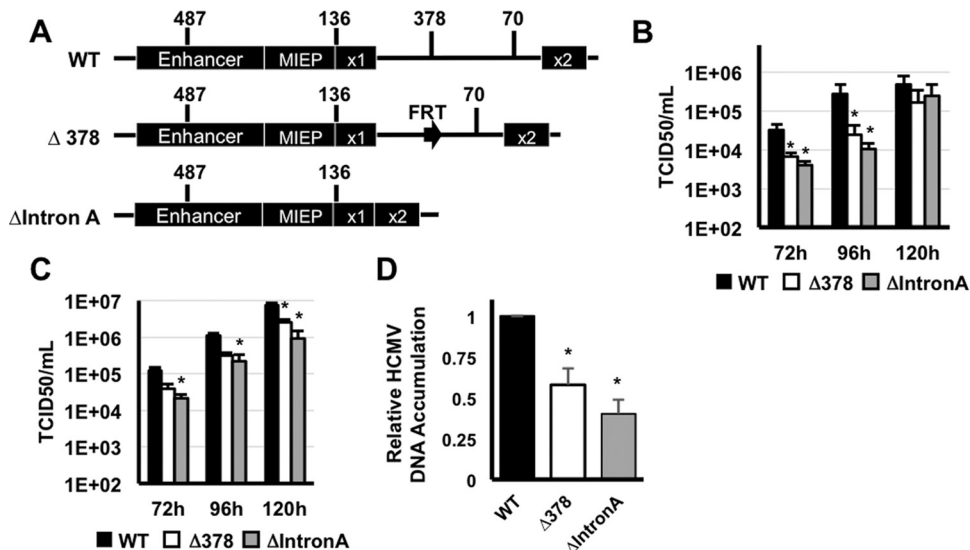 A
487 136 378 70
WT Enhancer MIEP x1 x2
487 136 FRT 70
Δ 378 Enhancer MIEP x1 x2
487 136
ΔIntron A Enhancer MIEP x1 x2
B
TCID50/mL
1E+06
1E+05
1E+04
1E+03
1E+02
* * * *
72h 96h 120h
WT Δ378 ΔIntronA
C
TCID50/mL
1E+07
1E+06
1E+05
1E+04
1E+03
1E+02
* * * *
72h 96h 120h
WT Δ378 ΔIntronA
D
Relative HCMV
DNA Accumulation
1
0.75
0.5
0.25
0
* *
WT Δ378 ΔIntronA